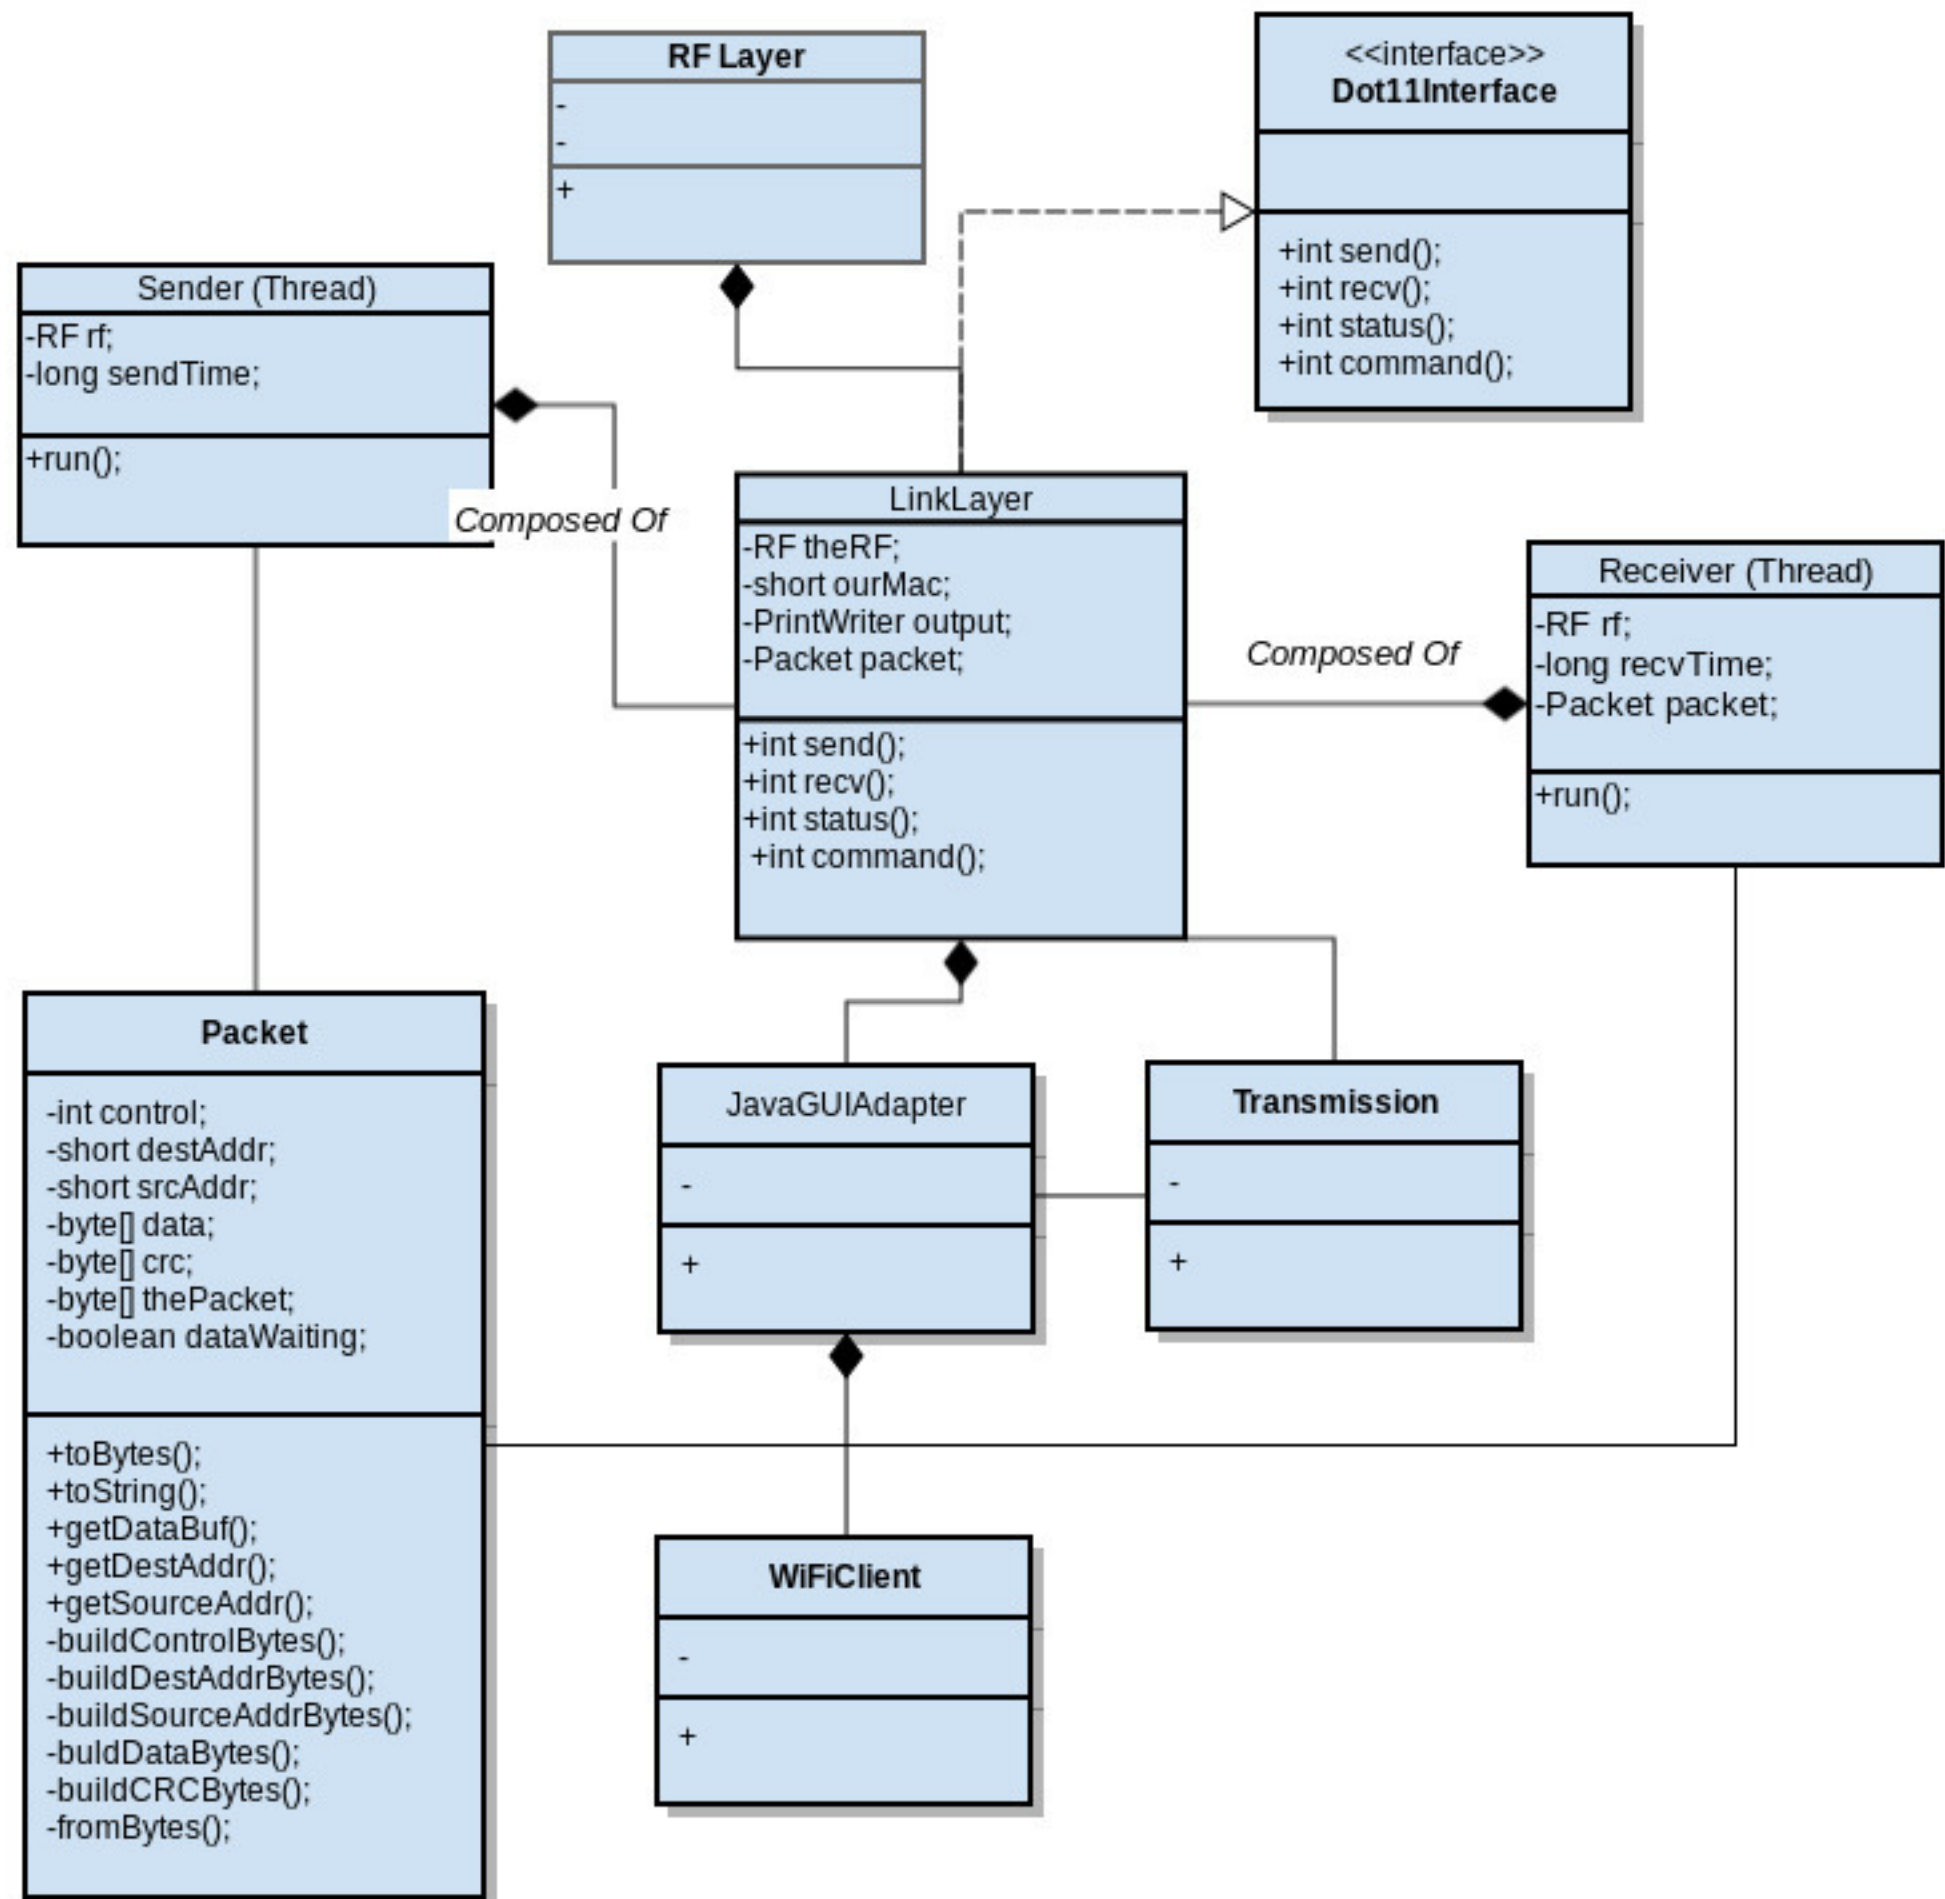 RF Layer
-
-
+
<<interface>>
Dot11Interface
+int send();
+int recv();
+int status();
+int command();
Sender (Thread)
-RF rf;
-long sendTime;
+run();
Composed Of
LinkLayer
-RF theRF;
-short ourMac;
-PrintWriter output;
-Packet packet;
+int send();
+int recv();
+int status();
+int command();
Composed Of
Receiver (Thread)
-RF rf;
-long recvTime;
-Packet packet;
+run();
Packet
-int control;
-short destAddr;
-short srcAddr;
-byte[] data;
-byte[] crc;
-byte[] thePacket;
-boolean dataWaiting;
+toBytes();
+toString();
+getDataBuf();
+getDestAddr();
+getSourceAddr();
-buildControlBytes();
-buildDestAddrBytes();
-buildSourceAddrBytes();
-buldDataBytes();
-buildCRCBytes();
-fromBytes();
JavaGUIAdapter
-
+
Transmission
-
+
WiFiClient
-
+